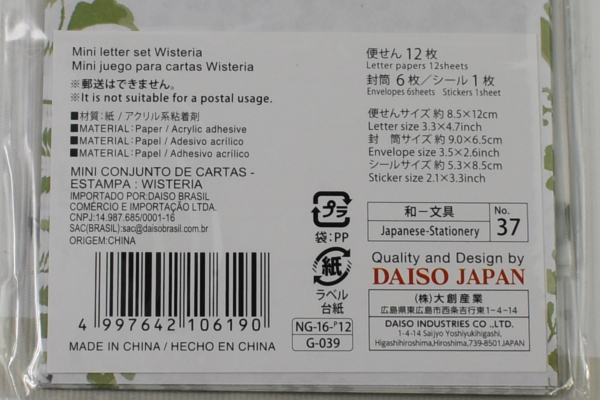 Mini letter set Wisteria
Mini juego para cartas Wisteria
※郵送はできません。
※It is not suitable for a postal usage.
■材質:紙/アクリル系粘着剤
■MATERIAL:Paper/Acrylic adhesive
■MATERIAL:Papel/Adesivo acrílico
■MATERIAL:Papel/Adhesivo acrílico
MINI CONJUNTO DE CARTAS -
ESTAMPA : WISTERIA
IMPORTADO POR:DAISO BRASIL
COMÉRCIO E IMPORTAÇÃO LTDA.
CNPJ:14.987.685/0001-16
SAC(BRASIL):sac@daisobrasil.com.br
ORIGEM:CHINA
4 997642 106190
MADE IN CHINA / HECHO EN CHINA
便せん 12枚
Letter papers 12sheets
封筒 6枚/シール 1枚
Envelopes 6sheets Stickers 1sheet
便せんサイズ 約 8.5×12cm
Letter size 3.3×4.7inch
封 筒サイズ 約 9.0×6.5cm
Envelope size 3.5×2.6inch
シールサイズ 約 5.3×8.5cm
Sticker size 2.1×3.3inch
プラ
袋:PP
紙
ラベル
台紙
NG-16-P12
G-039
和ー文具
Japanese-Stationery
No.
37
Quality and Design by
DAISO JAPAN
(株)大創産業
広島県東広島市西条吉行東1-4-14
DAISO INDUSTRIES CO .,LTD.
1-4-14 Saijyo Yoshiyukihigashi,
Higashihiroshima,Hiroshima,739-8501,JAPAN